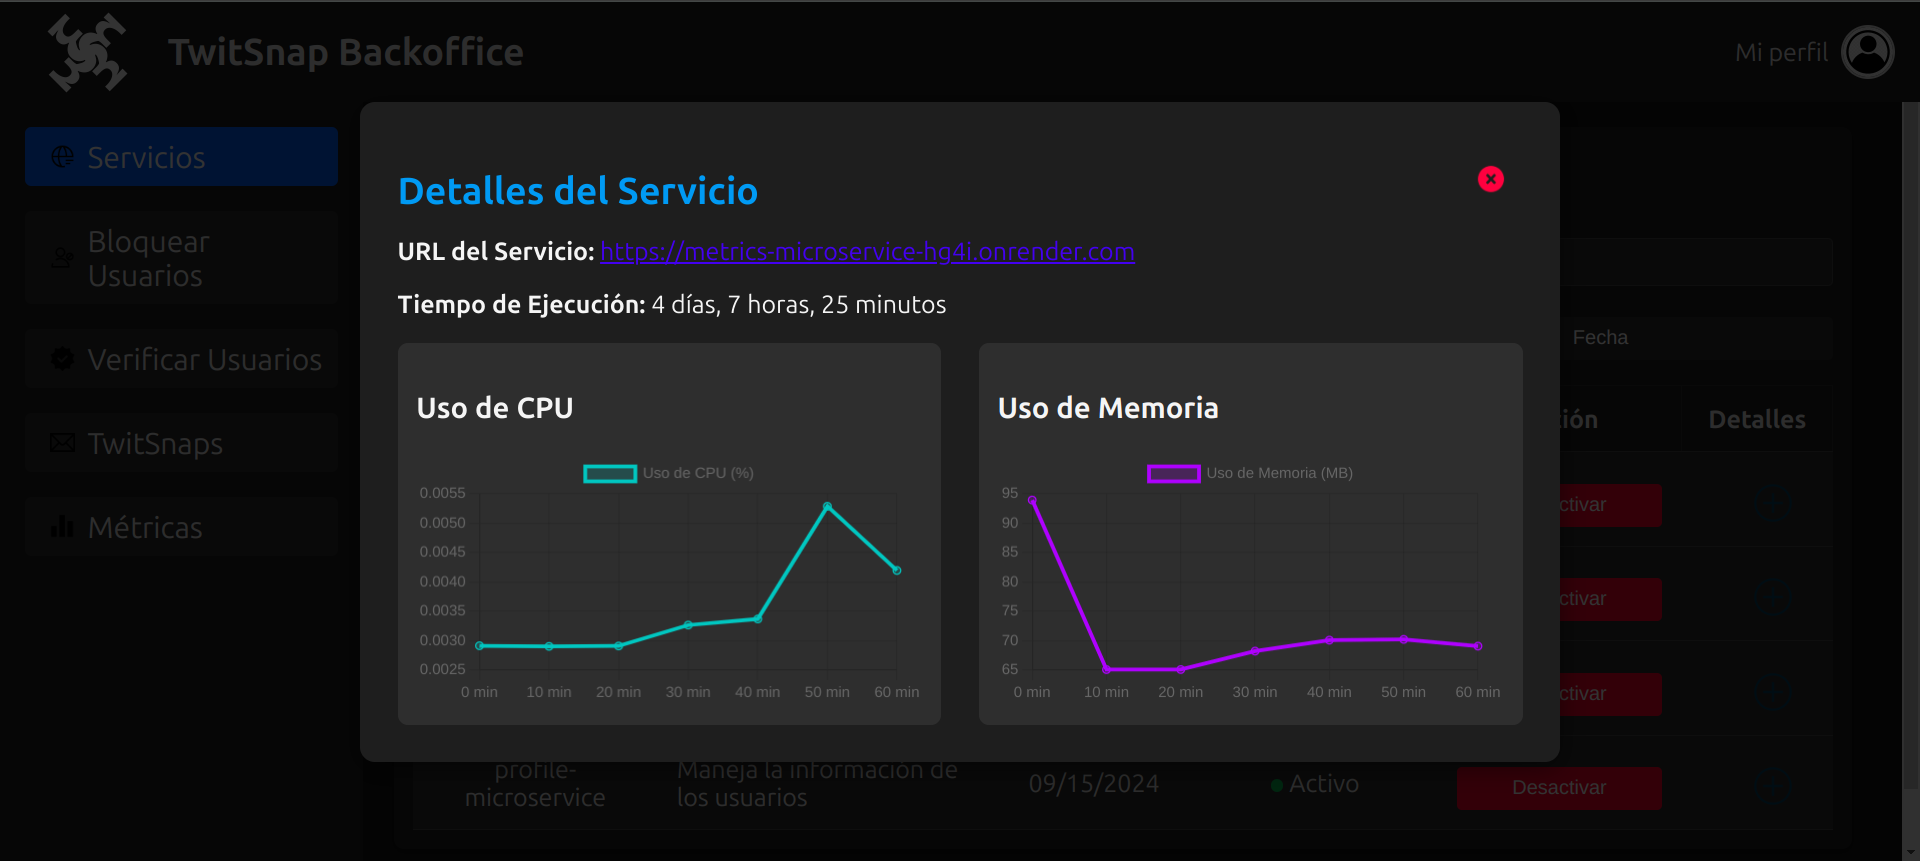 TwitSnap Backoffice
Mi perfil
Servicios
Bloquear
Usuarios
Verificar Usuarios
TwitSnaps
Métricas
Detalles del Servicio
URL del Servicio: https://metrics-microservice-hg4i.onrender.com
Tiempo de Ejecución: 4 días, 7 horas, 25 minutos
Uso de CPU
Uso de CPU (%)
0.0055
0.0050
0.0045
0.0040
0.0035
0.0030
0.0025
0 min 10 min 20 min 30 min 40 min 50 min 60 min
Uso de Memoria
Uso de Memoria (MB)
95
90
85
80
75
70
65
0 min 10 min 20 min 30 min 40 min 50 min 60 min
Fecha
ión Detalles
ctivar
ctivar
ctivar
profile-
microservice
Maneja la información de
los usuarios
09/15/2024
Activo
Desactivar